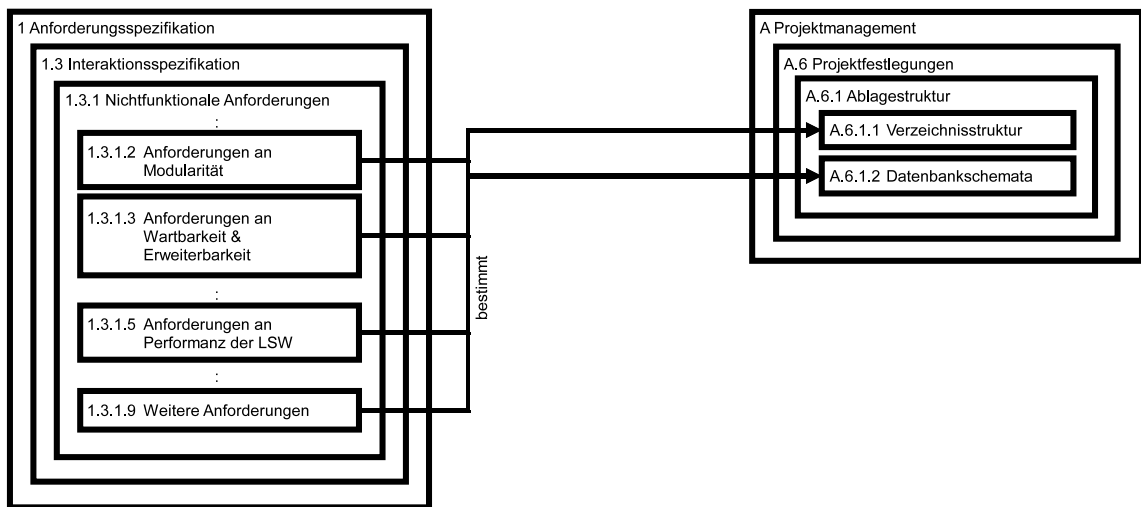 1 Anforderungsspezifikation
1.3 Interaktionsspezifikation
1.3.1 Nichtfunktionale Anforderungen
:
1.3.1.2 Anforderungen an
Modularität
1.3.1.3 Anforderungen an
Wartbarkeit &
Erweiterbarkeit
:
1.3.1.5 Anforderungen an
Performanz der LSW
:
1.3.1.9 Weitere Anforderungen
bestimmt
A Projektmanagement
A.6 Projektfestlegungen
A.6.1 Ablagestruktur
A.6.1.1 Verzeichnisstruktur
A.6.1.2 Datenbankschemata